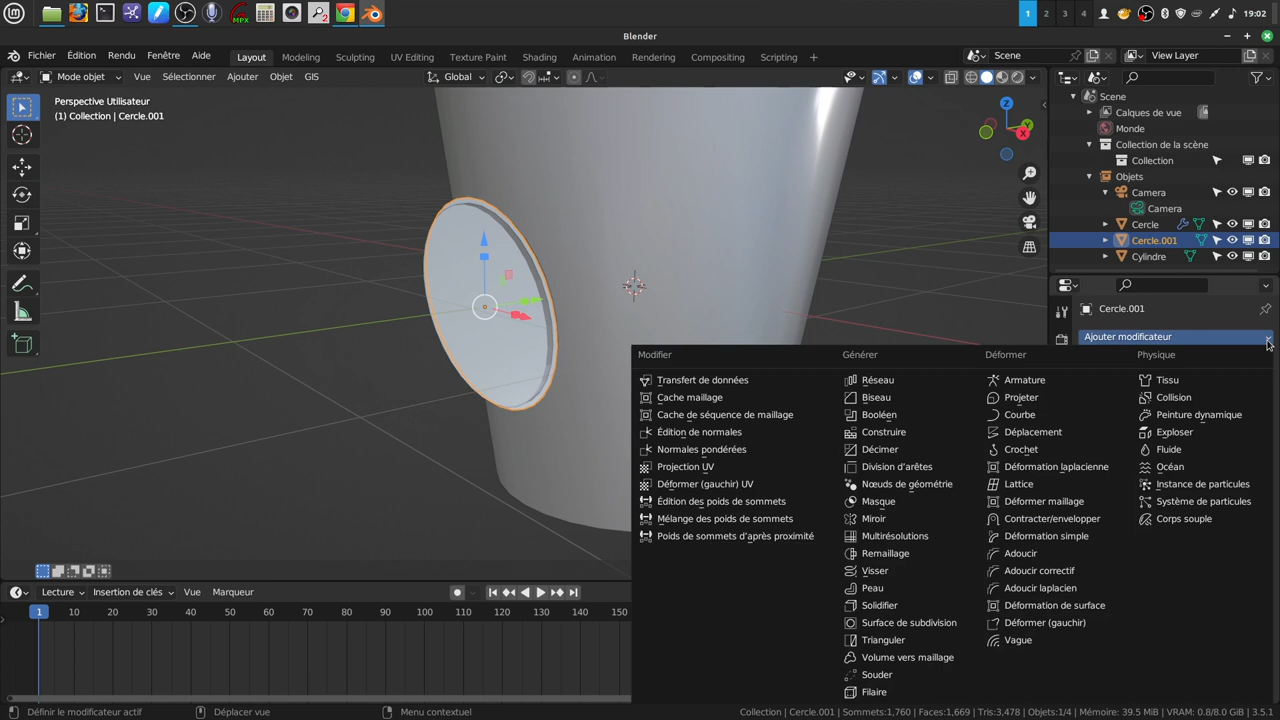 1 2 3 4 19:02
Blender
Fichier Édition Rendu Fenêtre Aide Layout Modeling Sculpting UV Editing Texture Paint Shading Animation Rendering Compositing Scripting + Scene View Layer
Mode objet Vue Sélectionner Ajouter Objet GIS Global
Perspective Utilisateur
(1) Collection | Cercle.001
Z
Y
X
Scene
Calques de vue
Monde
Collection de la scène
Collection
Objets
Camera
Camera
Cercle
Cercle.001
Cylindre
Cercle.001
Ajouter modificateur
Modifier Générer Déformer Physique
Transfert de données Réseau Armature Tissu
Cache maillage Biseau Projeter Collision
Cache de séquence de maillage Booléen Courbe Peinture dynamique
Édition de normales Construire Déplacement Exploser
Normales pondérées Décimer Crochet Fluide
Projection UV Division d'arêtes Déformation laplacienne Océan
Déformer (gauchir) UV Nœuds de géométrie Lattice Instance de particules
Édition des poids de sommets Masque Déformer maillage Système de particules
Mélange des poids de sommets Miroir Contracter/envelopper Corps souple
Poids de sommets d'après proximité Multirésolutions Déformation simple
Remaillage Adoucir
Visser Adoucir correctif
Peau Adoucir laplacien
Solidifier Déformation de surface
Surface de subdivision Déformer (gauchir)
Trianguler Vague
Volume vers maillage
Souder
Filaire
Lecture Insertion de clés Vue Marqueur
1 10 20 30 40 50 60 70 80 90 100 110 120 130 140 150
Définir le modificateur actif Déplacer vue Menu contextuel Collection | Cercle.001 | Sommets:1,760 | Faces:1,669 | Tris:3,478 | Objets:1/4 | Mémoire: 39.5 MiB | VRAM: 0.8/8.0 GiB | 3.5.1